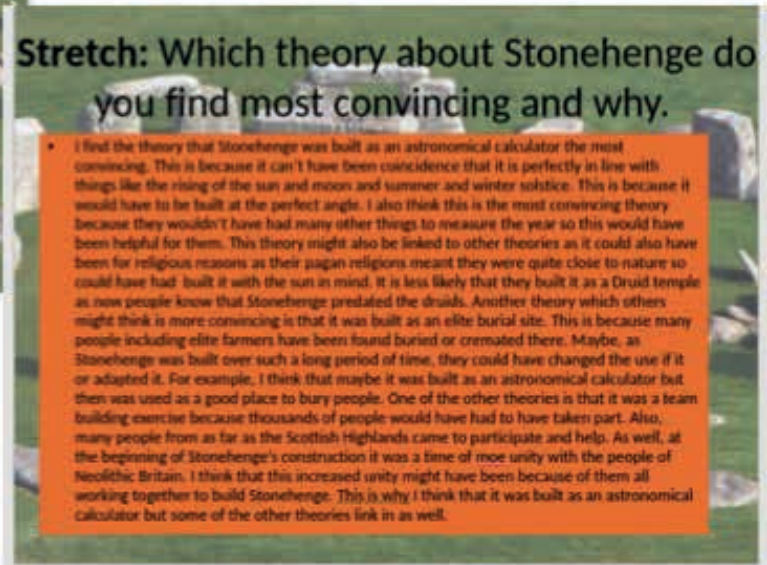 Stretch: Which theory about Stonehenge do
you find most convincing and why.
• I find the theory that Stonehenge was built as an astronomical calculator the most
convincing. This is because it can't have been coincidence that it is perfectly in line with
things like the rising of the sun and moon and summer and winter solstice. This is because it
would have to be built at the perfect angle. I also think this is the most convincing theory
because they wouldn't have had many other things to measure the year so this would have
been helpful for them. This theory might also be linked to other theories as it could also have
been for religious reasons as their pagan religions meant they were quite close to nature so
could have had built it with the sun in mind. It is less likely that they built it as a Druid temple
as now people know that Stonehenge predated the druids. Another theory which others
might think is more convincing is that it was built as an elite burial site. This is because many
people including elite farmers have been found buried or cremated there. Maybe, as
Stonehenge was built over such a long period of time, they could have changed the use if it
or adapted it. For example, I think that maybe it was built as an astronomical calculator but
then was used as a good place to bury people. One of the other theories is that it was a team
building exercise because thousands of people would have had to have taken part. Also,
many people from as far as the Scottish Highlands came to participate and help. As well, at
the beginning of Stonehenge's construction it was a time of moe unity with the people of
Neolithic Britain. I think that this increased unity might have been because of them all
working together to build Stonehenge. This is why I think that it was built as an astronomical
calculator but some of the other theories link in as well.